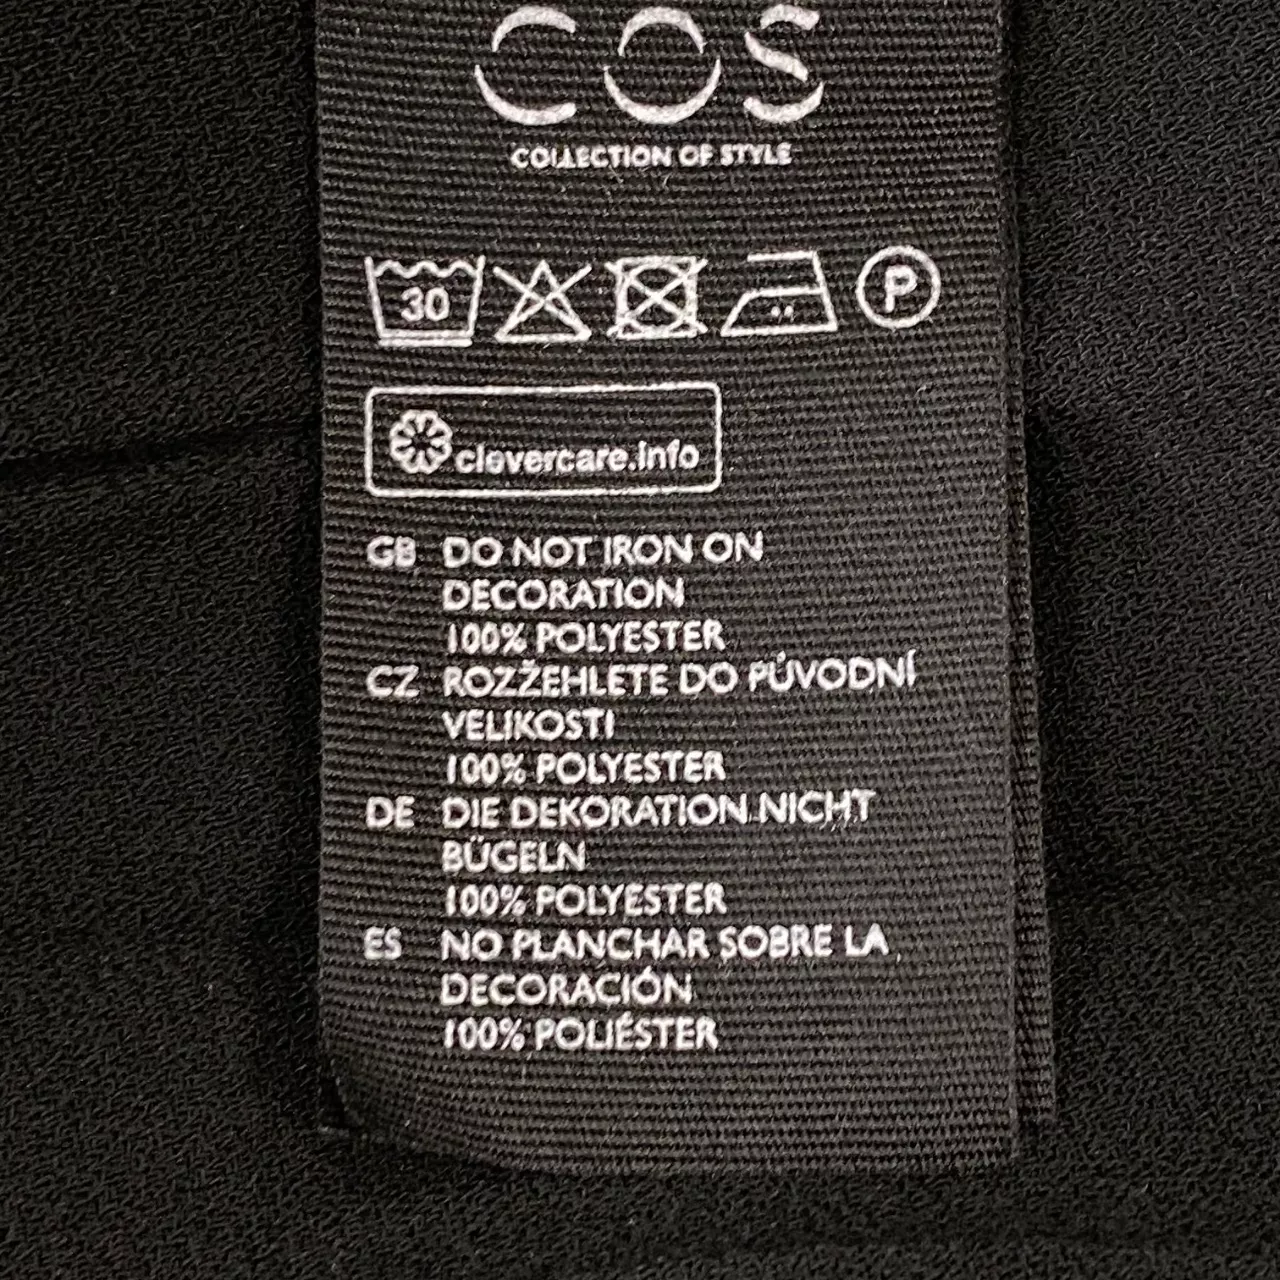 COS
COLLECTION OF STYLE
30 P
clevercare.info
GB DO NOT IRON ON
DECORATION
100% POLYESTER
CZ ROZŽEHLETE DO PŮVODNÍ
VELIKOSTI
100% POLYESTER
DE DIE DEKORATION NICHT
BÜGELN
100% POLYESTER
ES NO PLANCHAR SOBRE LA
DECORACIÓN
100% POLIÉSTER